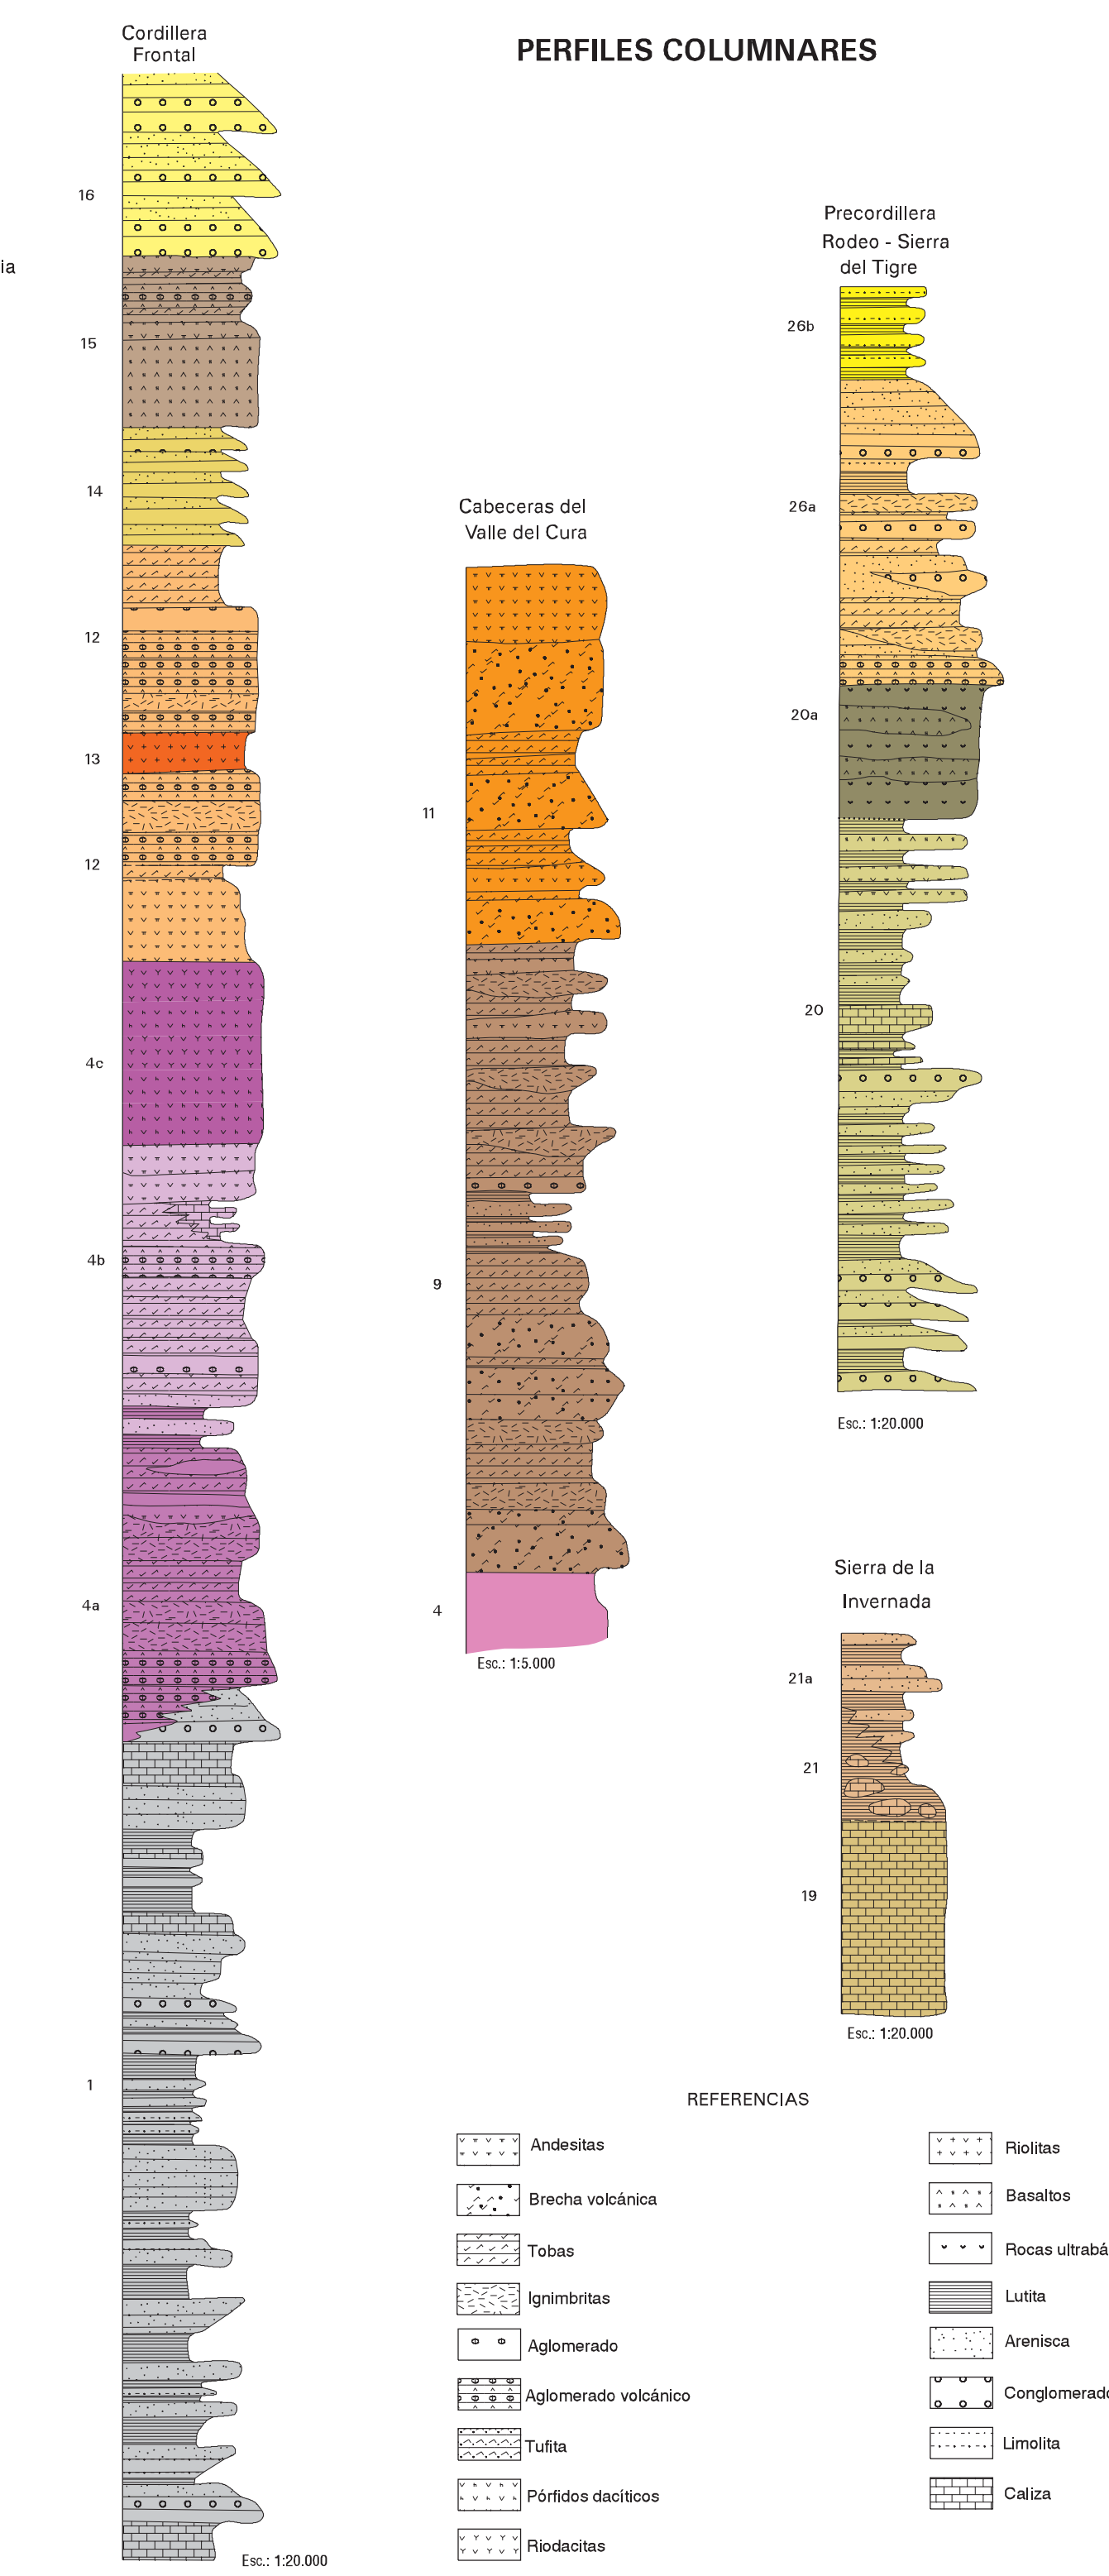 PERFILES COLUMNARES
Cordillera
Frontal
16
ia
15
14
12
13
12
4c
4b
4a
1
Esc.: 1:20.000
Cabeceras del
Valle del Cura
11
9
4
Esc.: 1:5.000
Precordillera
Rodeo - Sierra
del Tigre
26b
26a
20a
20
Esc.: 1:20.000
Sierra de la
Invernada
21a
21
19
Esc.: 1:20.000
REFERENCIAS
Andesitas
Brecha volcánica
Tobas
Ignimbritas
Aglomerado
Aglomerado volcánico
Tufita
Pórfidos dacíticos
Riodacitas
Riolitas
Basaltos
Rocas ultrabá
Lutita
Arenisca
Conglomerado
Limolita
Caliza